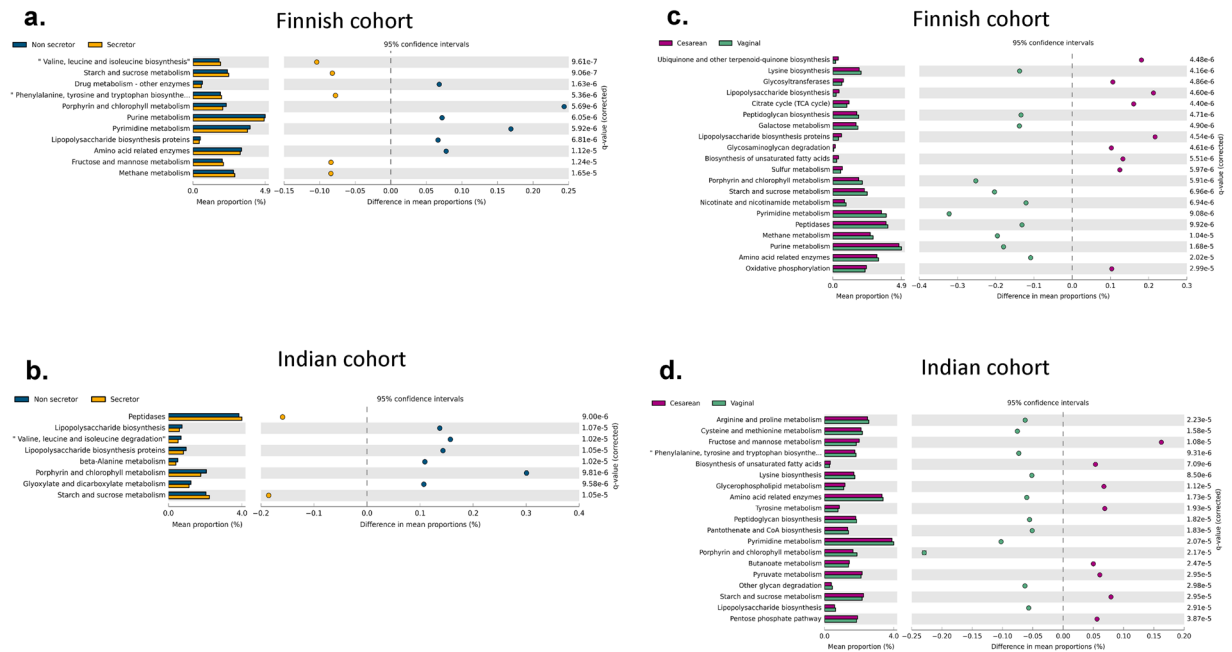 a.
Finnish cohort
Non secretor
Secretor
95% confidence intervals
" Valine, leucine and isoleucine biosynthesis"
9.61e-7
Starch and sucrose metabolism
9.06e-7
Drug metabolism - other enzymes
1.63e-6
" Phenylalanine, tyrosine and tryptophan biosynthe...
5.36e-6
Porphyrin and chlorophyll metabolism
5.69e-6
Purine metabolism
6.05e-6
Pyrimidine metabolism
5.92e-6
Lipopolysaccharide biosynthesis proteins
6.81e-6
Amino acid related enzymes
1.12e-5
Fructose and mannose metabolism
1.24e-5
Methane metabolism
1.65e-5
q-value (corrected)
0.0 4.9
−0.15 −0.10 −0.05 0.00 0.05 0.10 0.15 0.20 0.25
Mean proportion (%)
Difference in mean proportions (%)
c.
Finnish cohort
Cesarean
Vaginal
95% confidence intervals
Ubiquinone and other terpenoid-quinone biosynthesis
4.48e-6
Lysine biosynthesis
4.16e-6
Glycosyltransferases
4.86e-6
Lipopolysaccharide biosynthesis
4.60e-6
Citrate cycle (TCA cycle)
4.40e-6
Peptidoglycan biosynthesis
4.71e-6
Galactose metabolism
4.90e-6
Lipopolysaccharide biosynthesis proteins
4.54e-6
Glycosaminoglycan degradation
4.61e-6
Biosynthesis of unsaturated fatty acids
5.51e-6
Sulfur metabolism
5.97e-6
Porphyrin and chlorophyll metabolism
5.91e-6
Starch and sucrose metabolism
6.96e-6
Nicotinate and nicotinamide metabolism
6.94e-6
Pyrimidine metabolism
9.08e-6
Peptidases
9.92e-6
Methane metabolism
1.04e-5
Purine metabolism
1.68e-5
Amino acid related enzymes
2.02e-5
Oxidative phosphorylation
2.99e-5
q-value (corrected)
0.0 4.9
−0.4 −0.3 −0.2 −0.1 0.0 0.1 0.2 0.3
Mean proportion (%)
Difference in mean proportions (%)
b.
Indian cohort
Non secretor
Secretor
95% confidence intervals
Peptidases
9.00e-6
Lipopolysaccharide biosynthesis
1.07e-5
" Valine, leucine and isoleucine degradation"
1.02e-5
Lipopolysaccharide biosynthesis proteins
1.05e-5
beta-Alanine metabolism
1.02e-5
Porphyrin and chlorophyll metabolism
9.81e-6
Glyoxylate and dicarboxylate metabolism
9.58e-6
Starch and sucrose metabolism
1.05e-5
q-value (corrected)
0.0 4.0
−0.2 −0.1 0.0 0.1 0.2 0.3 0.4
Mean proportion (%)
Difference in mean proportions (%)
d.
Indian cohort
Cesarean
Vaginal
95% confidence intervals
Arginine and proline metabolism
2.23e-5
Cysteine and methionine metabolism
1.58e-5
Fructose and mannose metabolism
1.08e-5
" Phenylalanine, tyrosine and tryptophan biosynthe...
9.31e-6
Biosynthesis of unsaturated fatty acids
7.09e-6
Lysine biosynthesis
8.50e-6
Glycerophospholipid metabolism
1.12e-5
Amino acid related enzymes
1.73e-5
Tyrosine metabolism
1.93e-5
Peptidoglycan biosynthesis
1.82e-5
Pantothenate and CoA biosynthesis
1.83e-5
Pyrimidine metabolism
2.07e-5
Porphyrin and chlorophyll metabolism
2.17e-5
Butanoate metabolism
2.47e-5
Pyruvate metabolism
2.95e-5
Other glycan degradation
2.98e-5
Starch and sucrose metabolism
2.95e-5
Lipopolysaccharide biosynthesis
2.91e-5
Pentose phosphate pathway
3.87e-5
q-value (corrected)
0.0 4.0
−0.25 −0.20 −0.15 −0.10 −0.05 0.00 0.05 0.10 0.15 0.20
Mean proportion (%)
Difference in mean proportions (%)